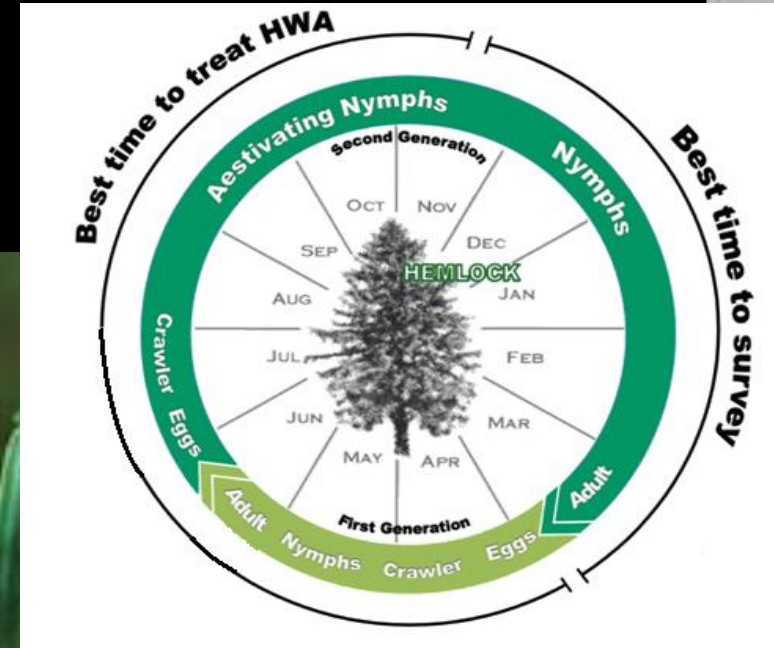 Best time to treat HWA
Best time to survey
Aestivating Nymphs
Nymphs
Second Generation
OCT
NOV
SEP
DEC
HEMLOCK
AUG
JAN
JUL
FEB
JUN
MAR
MAY
APR
Crawler Eggs
Adult
First Generation
Adult Nymphs Crawler Eggs